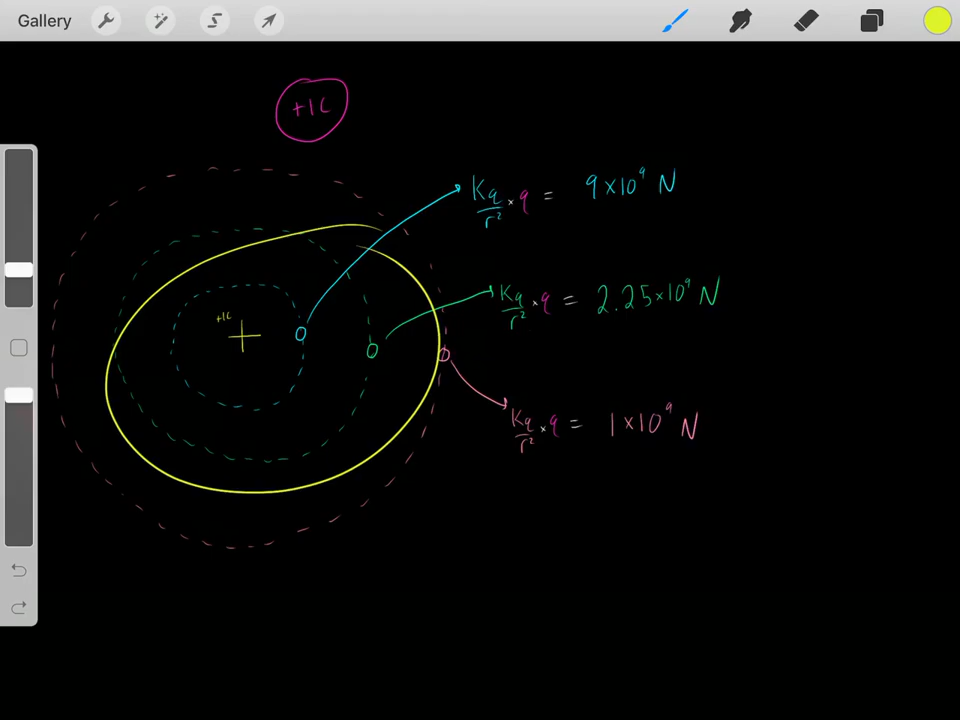 Gallery
+1C
Kq/r² × q = 9×10⁹ N
+1C
Kq/r² × q = 2.25×10⁹ N
Kq/r² × q = 1×10⁹ N